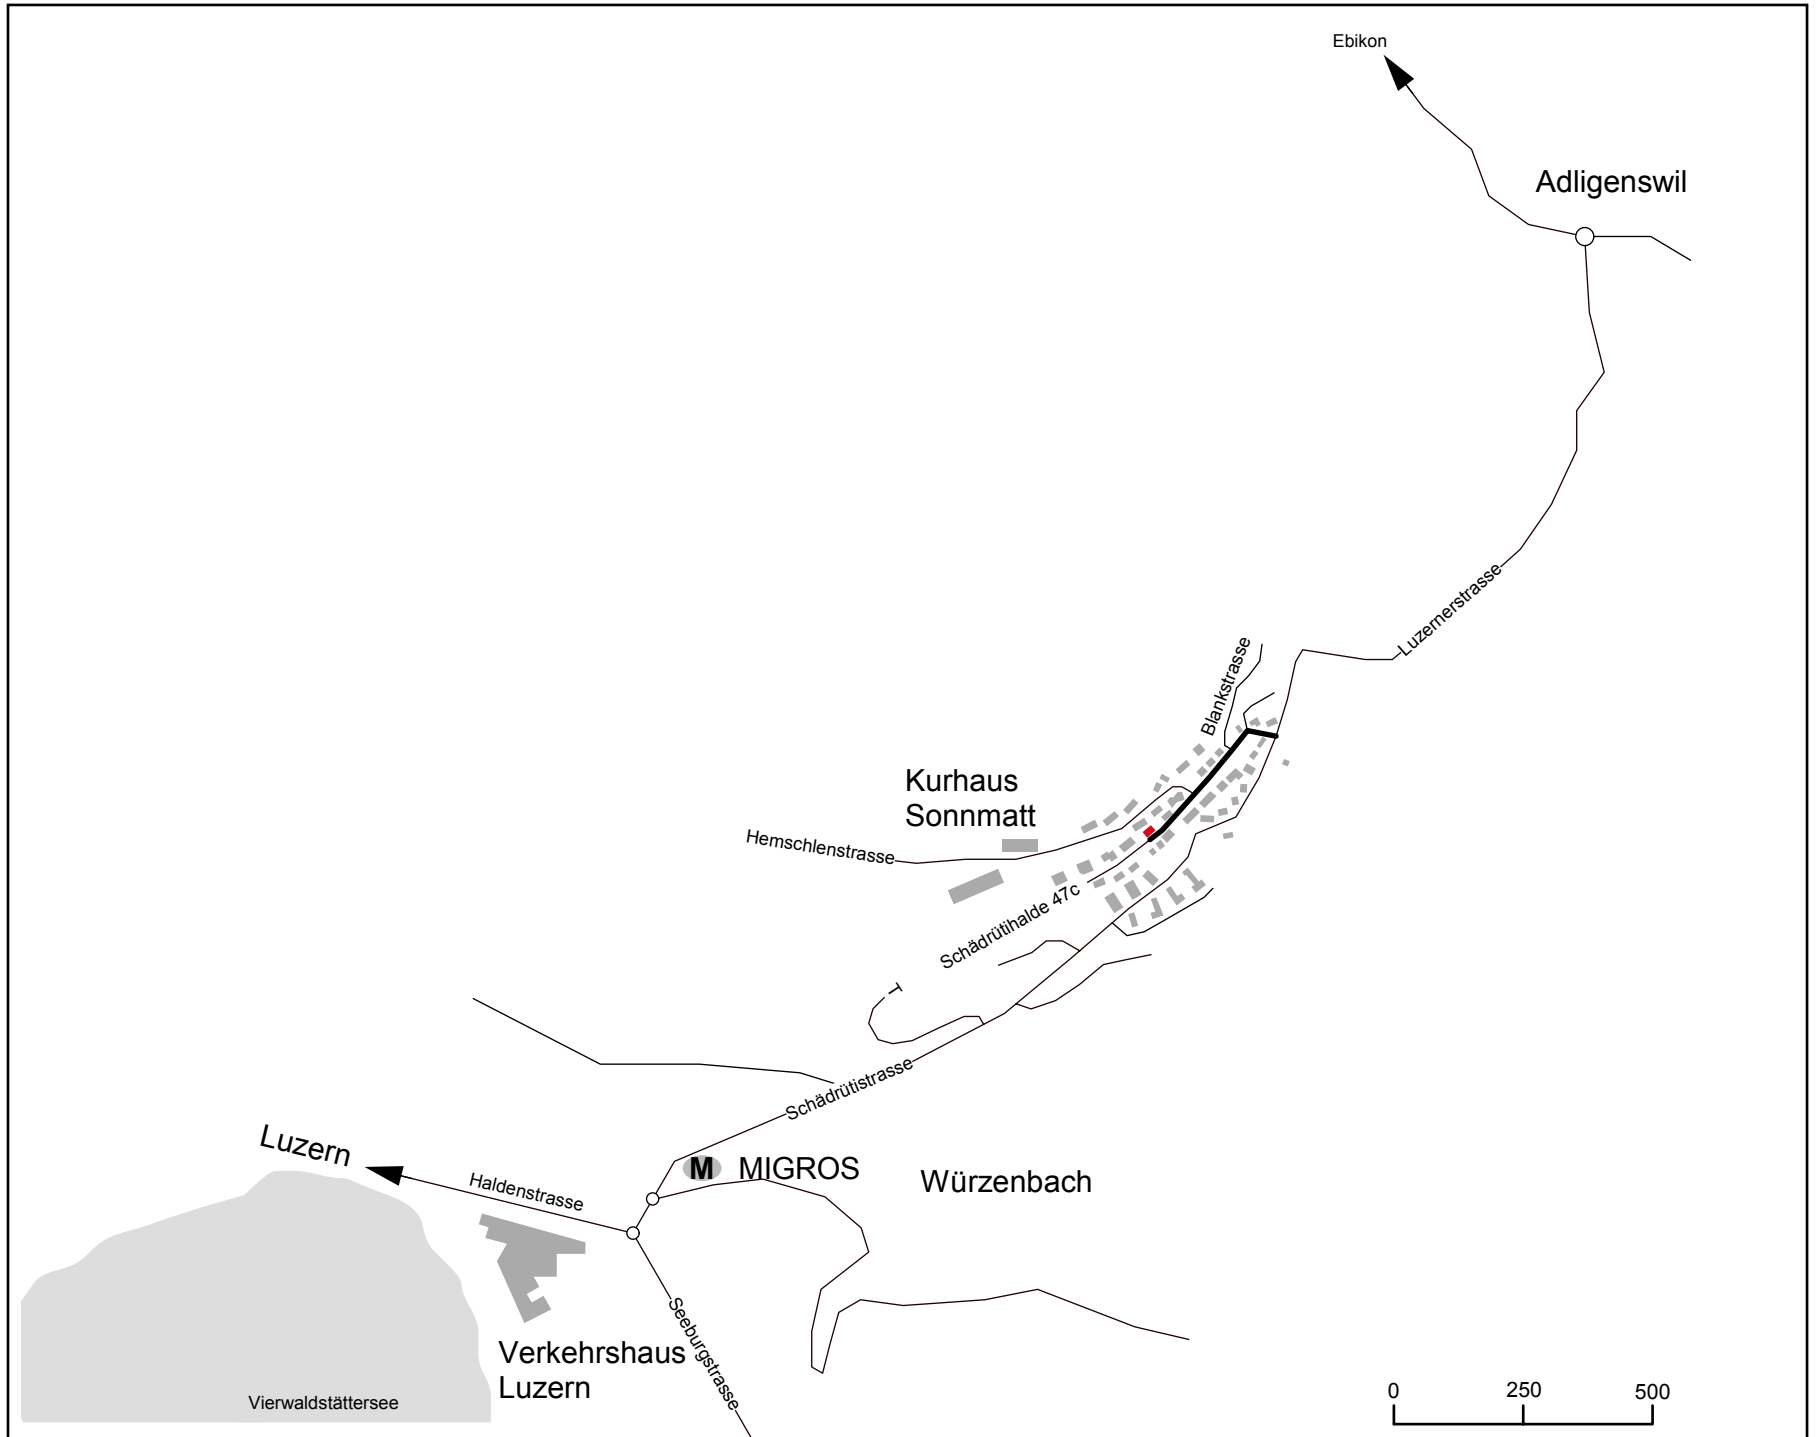 Ebikon
Adligenswil
Luzernerstrasse
Blankstrasse
Kurhaus
Sonnmatt
Hemschlenstrasse
Schädrütihalde 47c
T
Schädrütistrasse
Luzern
Haldenstrasse
M MIGROS
Würzenbach
Seeburgstrasse
Verkehrshaus
Luzern
Vierwaldstättersee
0 250 500